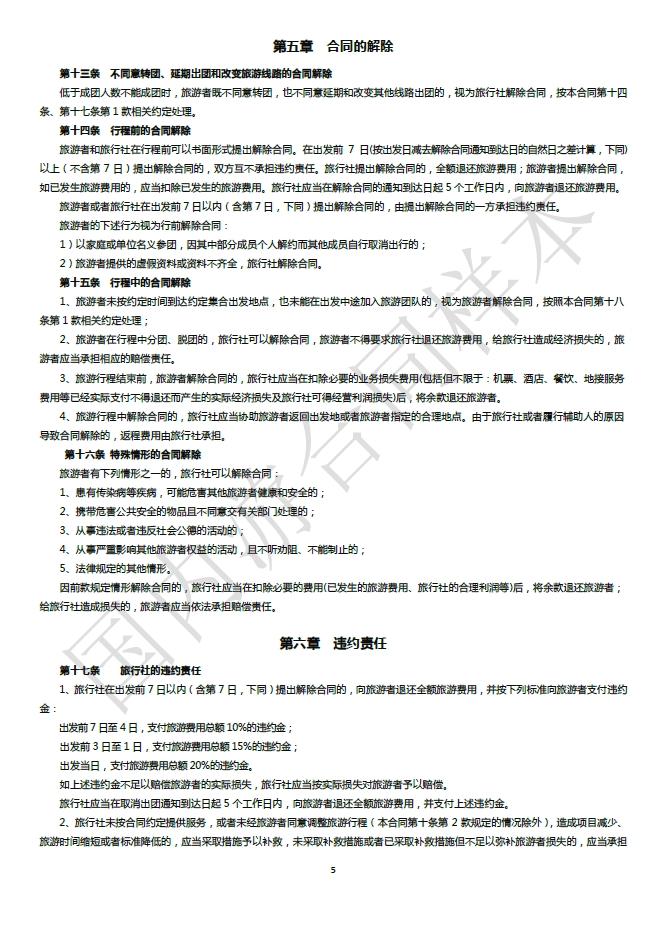 第五章　合同的解除
第十三条　不同意转团、延期出团和改变旅游线路的合同解除
低于成团人数不能成团时，旅游者既不同意转团，也不同意延期和改变其他线路出团的，视为旅行社解除合同，按本合同第十四
条、第十七条第 1 款相关约定处理。
第十四条　行程前的合同解除
旅游者和旅行社在行程前可以书面形式提出解除合同。在出发前 7 日(按出发日减去解除合同通知到达日的自然日之差计算，下同)
以上（不含第 7 日）提出解除合同的，双方互不承担违约责任。旅行社提出解除合同的，全额退还旅游费用；旅游者提出解除合同，
如已发生旅游费用的，应当扣除已发生的旅游费用。旅行社应当在解除合同的通知到达日起 5 个工作日内，向旅游者退还旅游费用。
旅游者或者旅行社在出发前 7 日以内（含第 7 日，下同）提出解除合同的，由提出解除合同的一方承担违约责任。
旅游者的下述行为视为行前解除合同：
1）以家庭或单位名义参团，因其中部分成员个人解约而其他成员自行取消出行的；
2）旅游者提供的虚假资料或资料不齐全，旅行社解除合同。
第十五条　行程中的合同解除
1、旅游者未按约定时间到达约定集合出发地点，也未能在出发中途加入旅游团队的，视为旅游者解除合同，按照本合同第十八
条第 1 款相关约定处理；
2、旅游者在行程中分团、脱团的，旅行社可以解除合同，旅游者不得要求旅行社退还旅游费用，给旅行社造成经济损失的，旅
游者应当承担相应的赔偿责任。
3、旅游行程结束前，旅游者解除合同的，旅行社应当在扣除必要的业务损失费用(包括但不限于：机票、酒店、餐饮、地接服务
费用等已经实际支付不得退还而产生的实际经济损失及旅行社可得经营利润损失)后，将余款退还旅游者。
4、旅游行程中解除合同的，旅行社应当协助旅游者返回出发地或者旅游者指定的合理地点。由于旅行社或者履行辅助人的原因
导致合同解除的，返程费用由旅行社承担。
第十六条 特殊情形的合同解除
旅游者有下列情形之一的，旅行社可以解除合同：
1、患有传染病等疾病，可能危害其他旅游者健康和安全的；
2、携带危害公共安全的物品且不同意交有关部门处理的；
3、从事违法或者违反社会公德的活动的；
4、从事严重影响其他旅游者权益的活动，且不听劝阻、不能制止的；
5、法律规定的其他情形。
因前款规定情形解除合同的，旅行社应当在扣除必要的费用(已发生的旅游费用、旅行社的合理利润等)后，将余款退还旅游者；
给旅行社造成损失的，旅游者应当依法承担赔偿责任。
第六章　违约责任
第十七条　旅行社的违约责任
1、旅行社在出发前 7 日以内（含第 7 日，下同）提出解除合同的，向旅游者退还全额旅游费用，并按下列标准向旅游者支付违约
金：
出发前 7 日至 4 日，支付旅游费用总额 10%的违约金；
出发前 3 日至 1 日，支付旅游费用总额 15%的违约金；
出发当日，支付旅游费用总额 20%的违约金。
如上述违约金不足以赔偿旅游者的实际损失，旅行社应当按实际损失对旅游者予以赔偿。
旅行社应当在取消出团通知到达日起 5 个工作日内，向旅游者退还全额旅游费用，并支付上述违约金。
2、旅行社未按合同约定提供服务，或者未经旅游者同意调整旅游行程（本合同第十条第 2 款规定的情况除外），造成项目减少、
旅游时间缩短或者标准降低的，应当采取措施予以补救，未采取补救措施或者已采取补救措施但不足以弥补旅游者损失的，应当承担
5
国内游合同样本